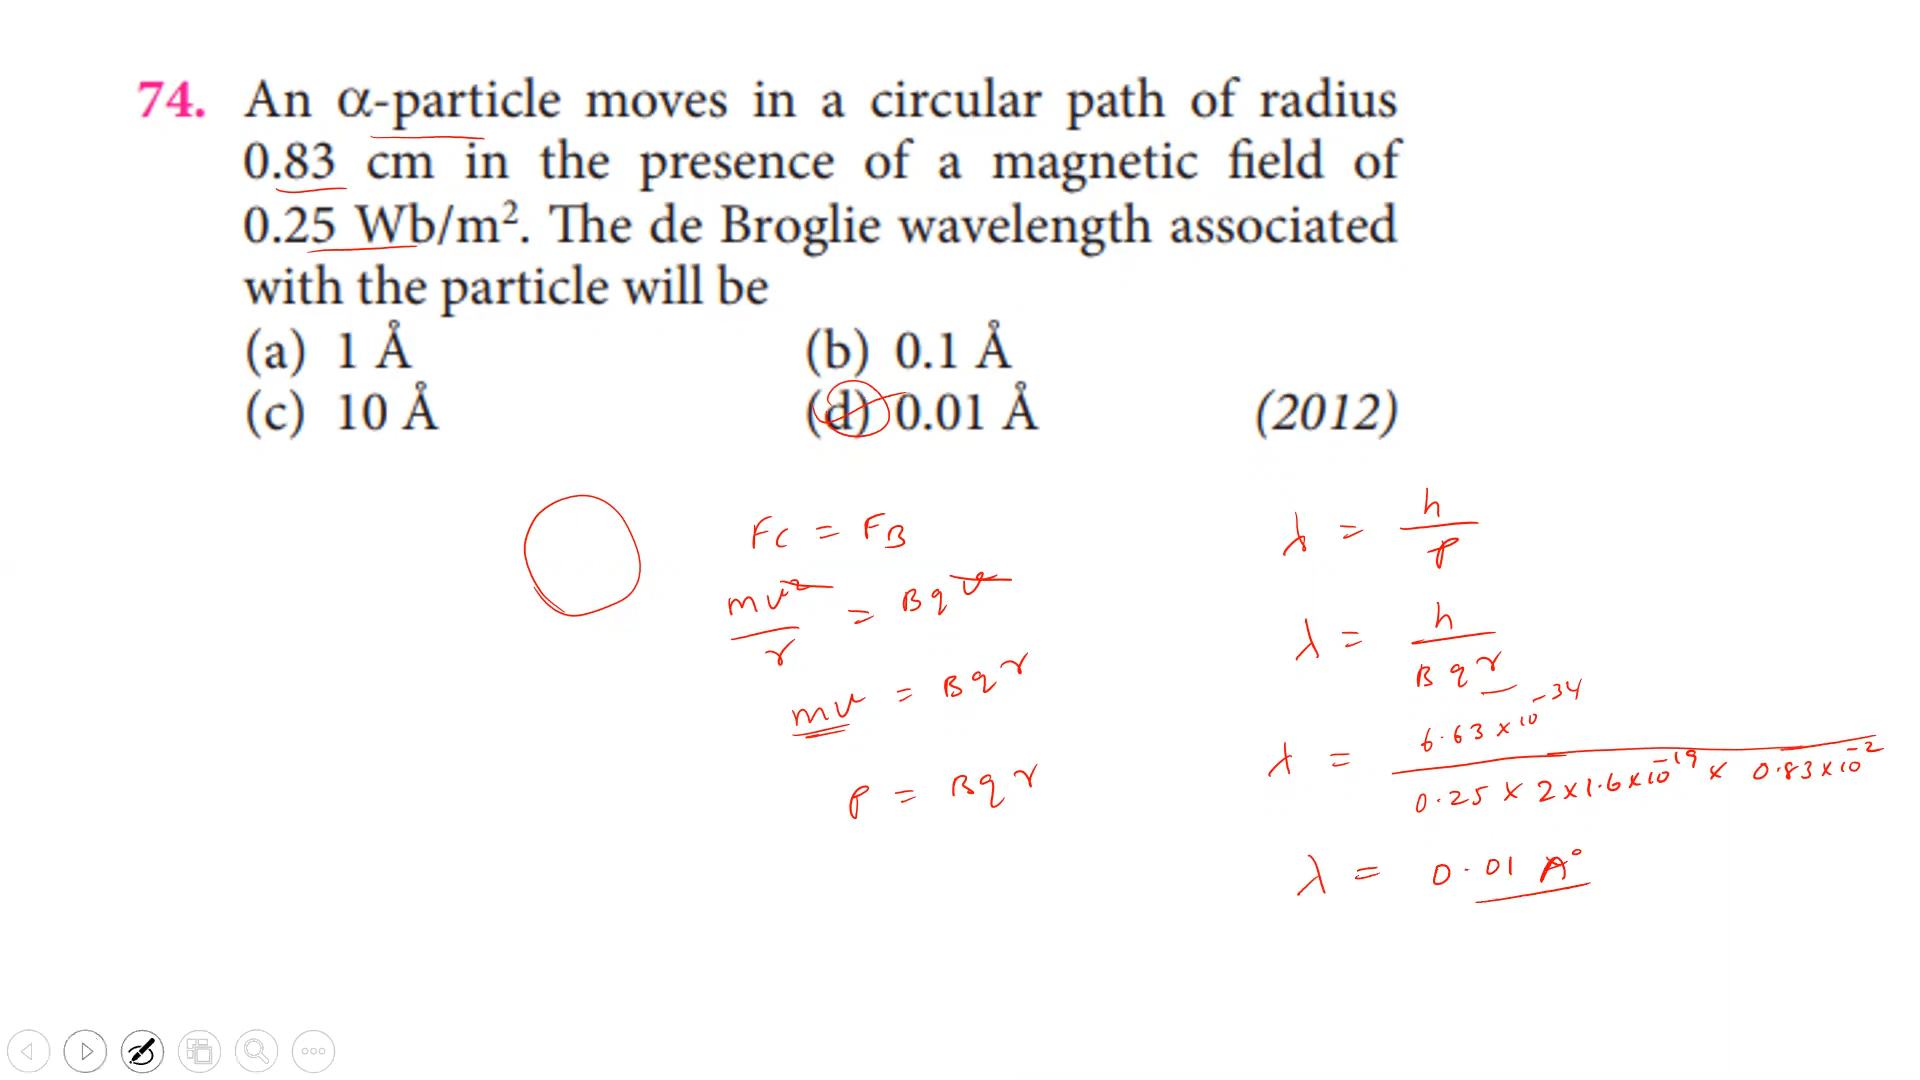 74. An α-particle moves in a circular path of radius
0.83 cm in the presence of a magnetic field of
0.25 Wb/m². The de Broglie wavelength associated
with the particle will be
(a) 1 Å (b) 0.1 Å
(c) 10 Å (d) 0.01 Å (2012)
Fc = FB
mv²/r = Bqv
mv = Bqr
p = Bqr
λ = h/p
λ = h/Bqr
λ = 6.63 × 10⁻³⁴ / 0.25 × 2 × 1.6 × 10⁻¹⁹ × 0.83 × 10⁻²
λ = 0.01 A°